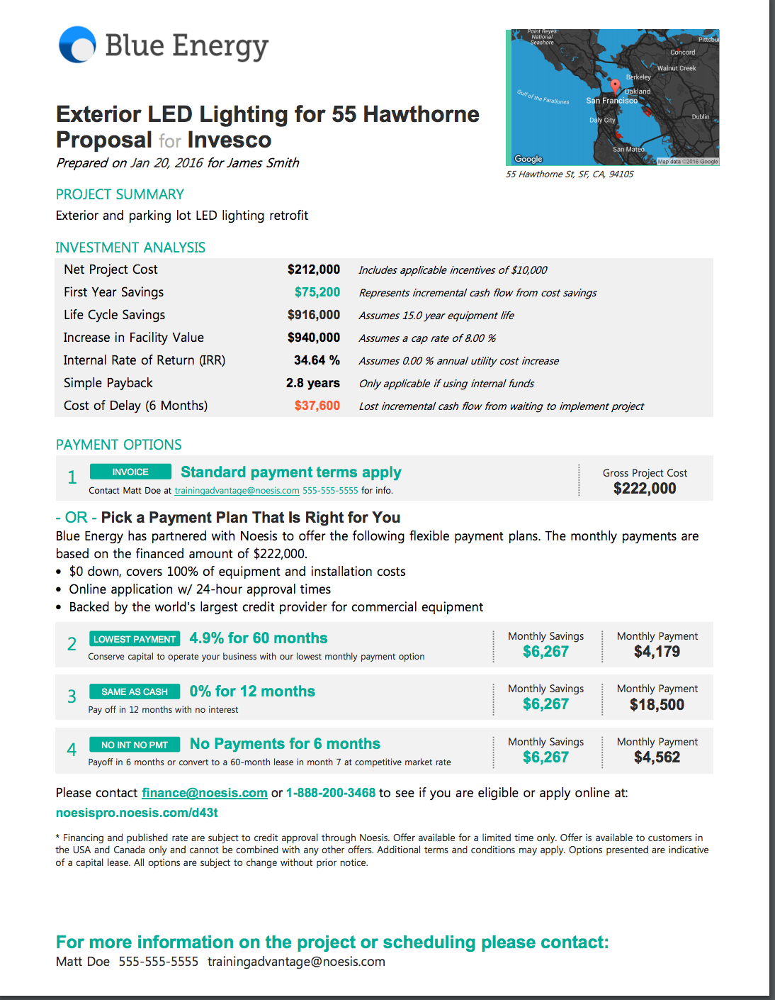 Blue Energy
Point Reyes
National
Seashore
Concord
Walnut Creek
Berkeley
Gulf of the Farallones
Oakland
San Francisco
Daly City
Dublin
San Mateo
Google
Map data ©2016 Google
55 Hawthorne St, SF, CA, 94105
Exterior LED Lighting for 55 Hawthorne
Proposal for Invesco
Prepared on Jan 20, 2016 for James Smith
PROJECT SUMMARY
Exterior and parking lot LED lighting retrofit
INVESTMENT ANALYSIS
Net Project Cost $212,000 Includes applicable incentives of $10,000
First Year Savings $75,200 Represents incremental cash flow from cost savings
Life Cycle Savings $916,000 Assumes 15.0 year equipment life
Increase in Facility Value $940,000 Assumes a cap rate of 8.00 %
Internal Rate of Return (IRR) 34.64 % Assumes 0.00 % annual utility cost increase
Simple Payback 2.8 years Only applicable if using internal funds
Cost of Delay (6 Months) $37,600 Lost incremental cash flow from waiting to implement project
PAYMENT OPTIONS
1 INVOICE Standard payment terms apply
Contact Matt Doe at trainingadvantage@noesis.com 555-555-5555 for info.
Gross Project Cost
$222,000
- OR - Pick a Payment Plan That Is Right for You
Blue Energy has partnered with Noesis to offer the following flexible payment plans. The monthly payments are
based on the financed amount of $222,000.
• $0 down, covers 100% of equipment and installation costs
• Online application w/ 24-hour approval times
• Backed by the world's largest credit provider for commercial equipment
2 LOWEST PAYMENT 4.9% for 60 months
Conserve capital to operate your business with our lowest monthly payment option
Monthly Savings
$6,267
Monthly Payment
$4,179
3 SAME AS CASH 0% for 12 months
Pay off in 12 months with no interest
Monthly Savings
$6,267
Monthly Payment
$18,500
4 NO INT NO PMT No Payments for 6 months
Payoff in 6 months or convert to a 60-month lease in month 7 at competitive market rate
Monthly Savings
$6,267
Monthly Payment
$4,562
Please contact finance@noesis.com or 1-888-200-3468 to see if you are eligible or apply online at:
noesispro.noesis.com/d43t
* Financing and published rate are subject to credit approval through Noesis. Offer available for a limited time only. Offer is available to customers in
the USA and Canada only and cannot be combined with any other offers. Additional terms and conditions may apply. Options presented are indicative
of a capital lease. All options are subject to change without prior notice.
For more information on the project or scheduling please contact:
Matt Doe 555-555-5555 trainingadvantage@noesis.com